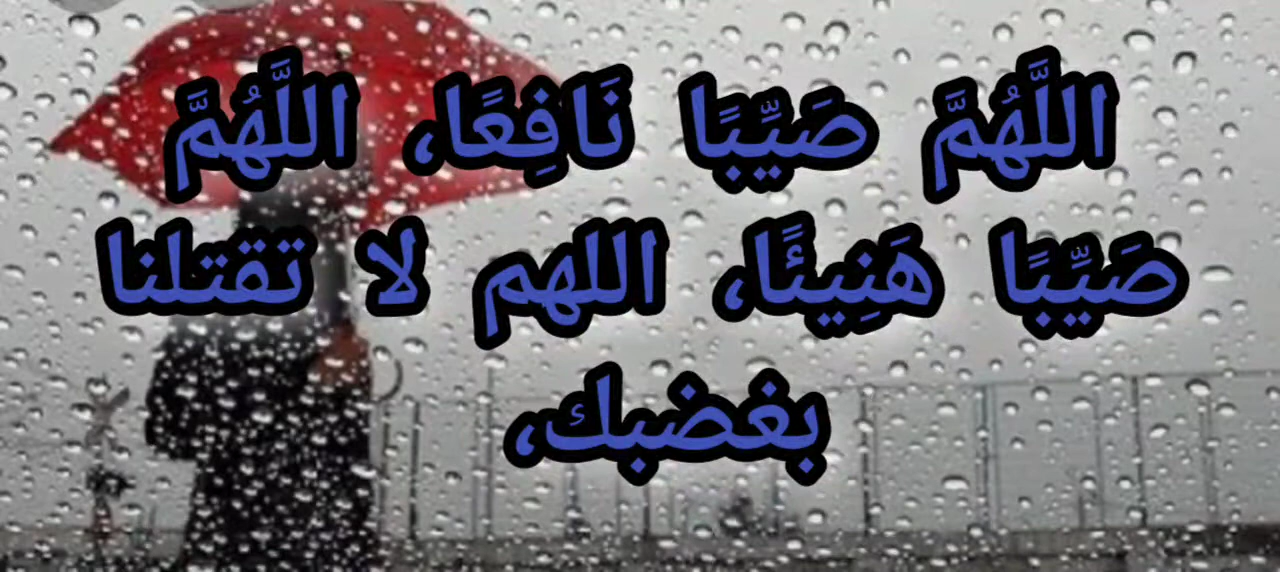 اللَّهُمَّ صَيِّبًا نَافِعًا، اللَّهُمَّ
صَيِّبًا هَنِيئًا، اللهم لا تقتلنا
بغضبك،